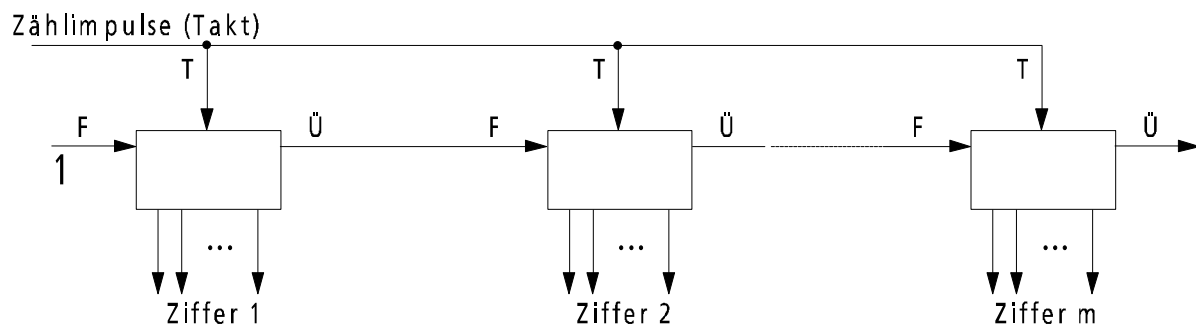 Zählimpulse (Takt)
T T T
F Ü F Ü F Ü
1
... ... ...
Ziffer 1 Ziffer 2 Ziffer m